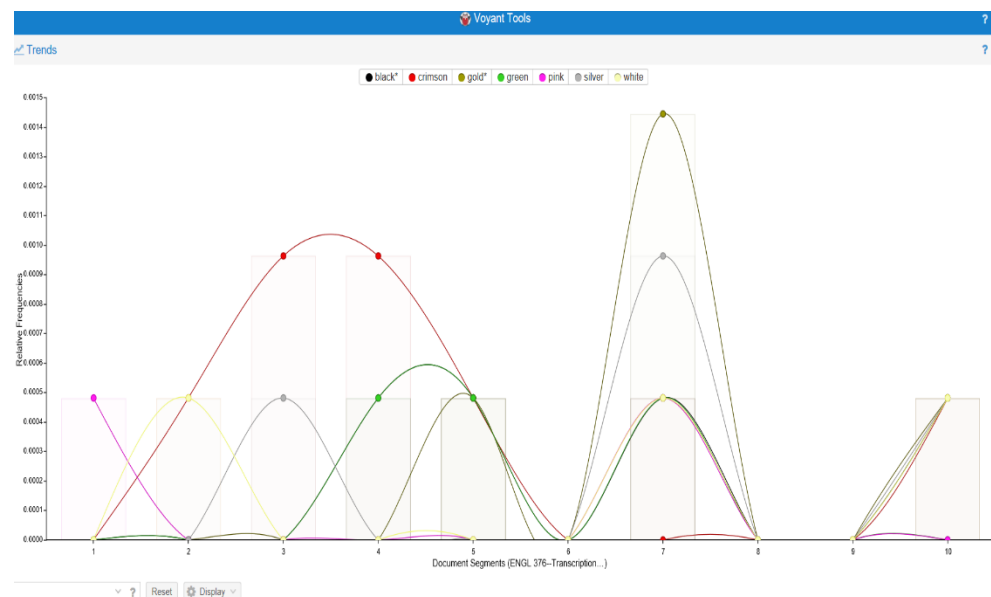 Voyant Tools
?
Trends
?
black* crimson gold* green pink silver white
0.0015
0.0014
0.0013
0.0012
0.0011
0.0010
0.0009
0.0008
0.0007
0.0006
0.0005
0.0004
0.0003
0.0002
0.0001
0.0000
Relative Frequencies
1 2 3 4 5 6 7 8 9 10
Document Segments (ENGL 376--Transcription...)
? Reset Display